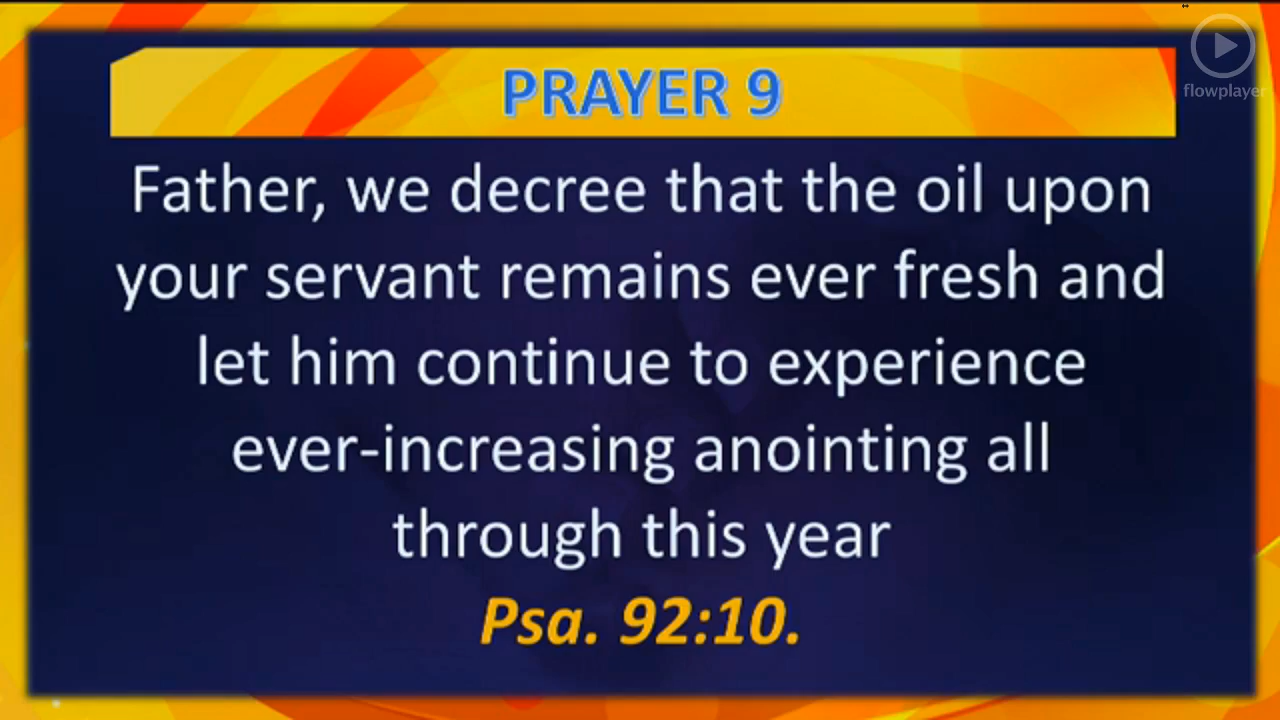 PRAYER 9
flowplayer
Father, we decree that the oil upon
your servant remains ever fresh and
let him continue to experience
ever-increasing anointing all
through this year
Psa. 92:10.